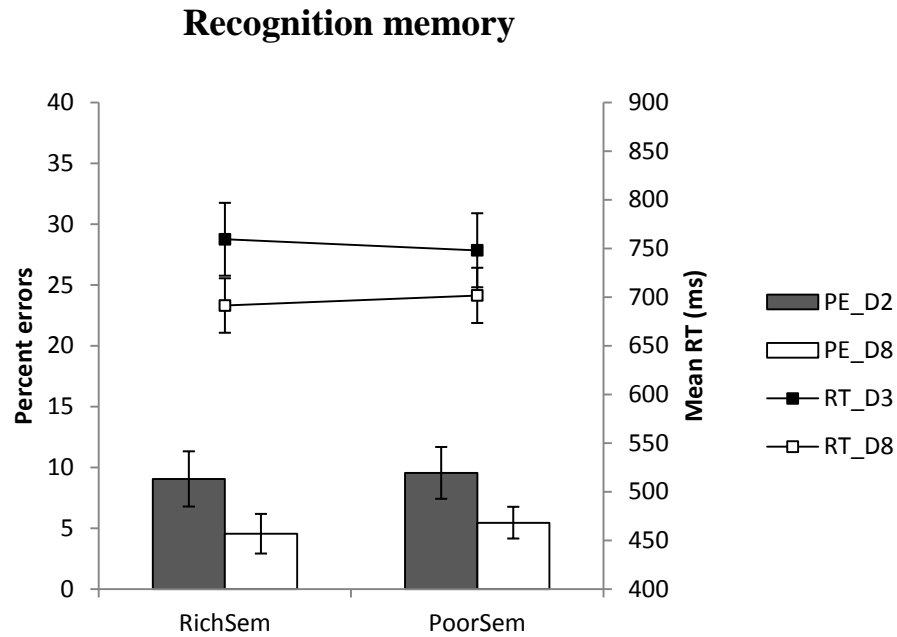 Recognition memory
40
35
30
25
20
15
10
5
0
Percent errors
900
850
800
750
700
650
600
550
500
450
400
Mean RT (ms)
RichSem
PoorSem
PE_D2
PE_D8
RT_D3
RT_D8